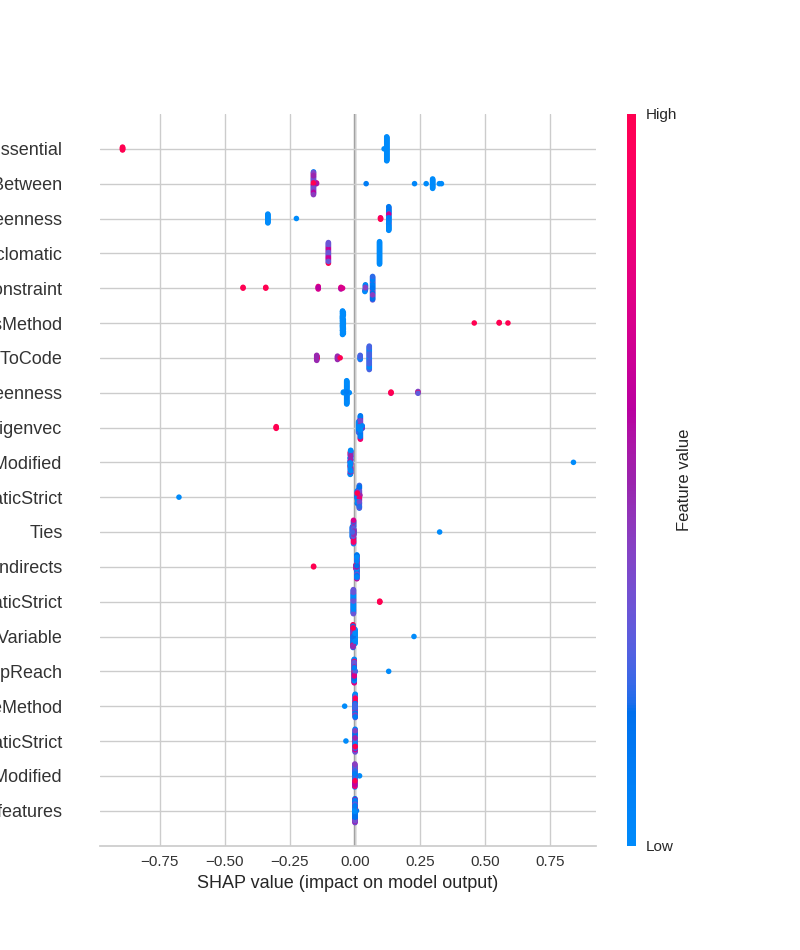 High
ssential
Between
eenness
clomatic
onstraint
sMethod
ToCode
eenness
igenvec
Modified
aticStrict
Ties
ndirects
aticStrict
Variable
pReach
eMethod
aticStrict
Modified
features
Feature value
Low
−0.75 −0.50 −0.25 0.00 0.25 0.50 0.75
SHAP value (impact on model output)